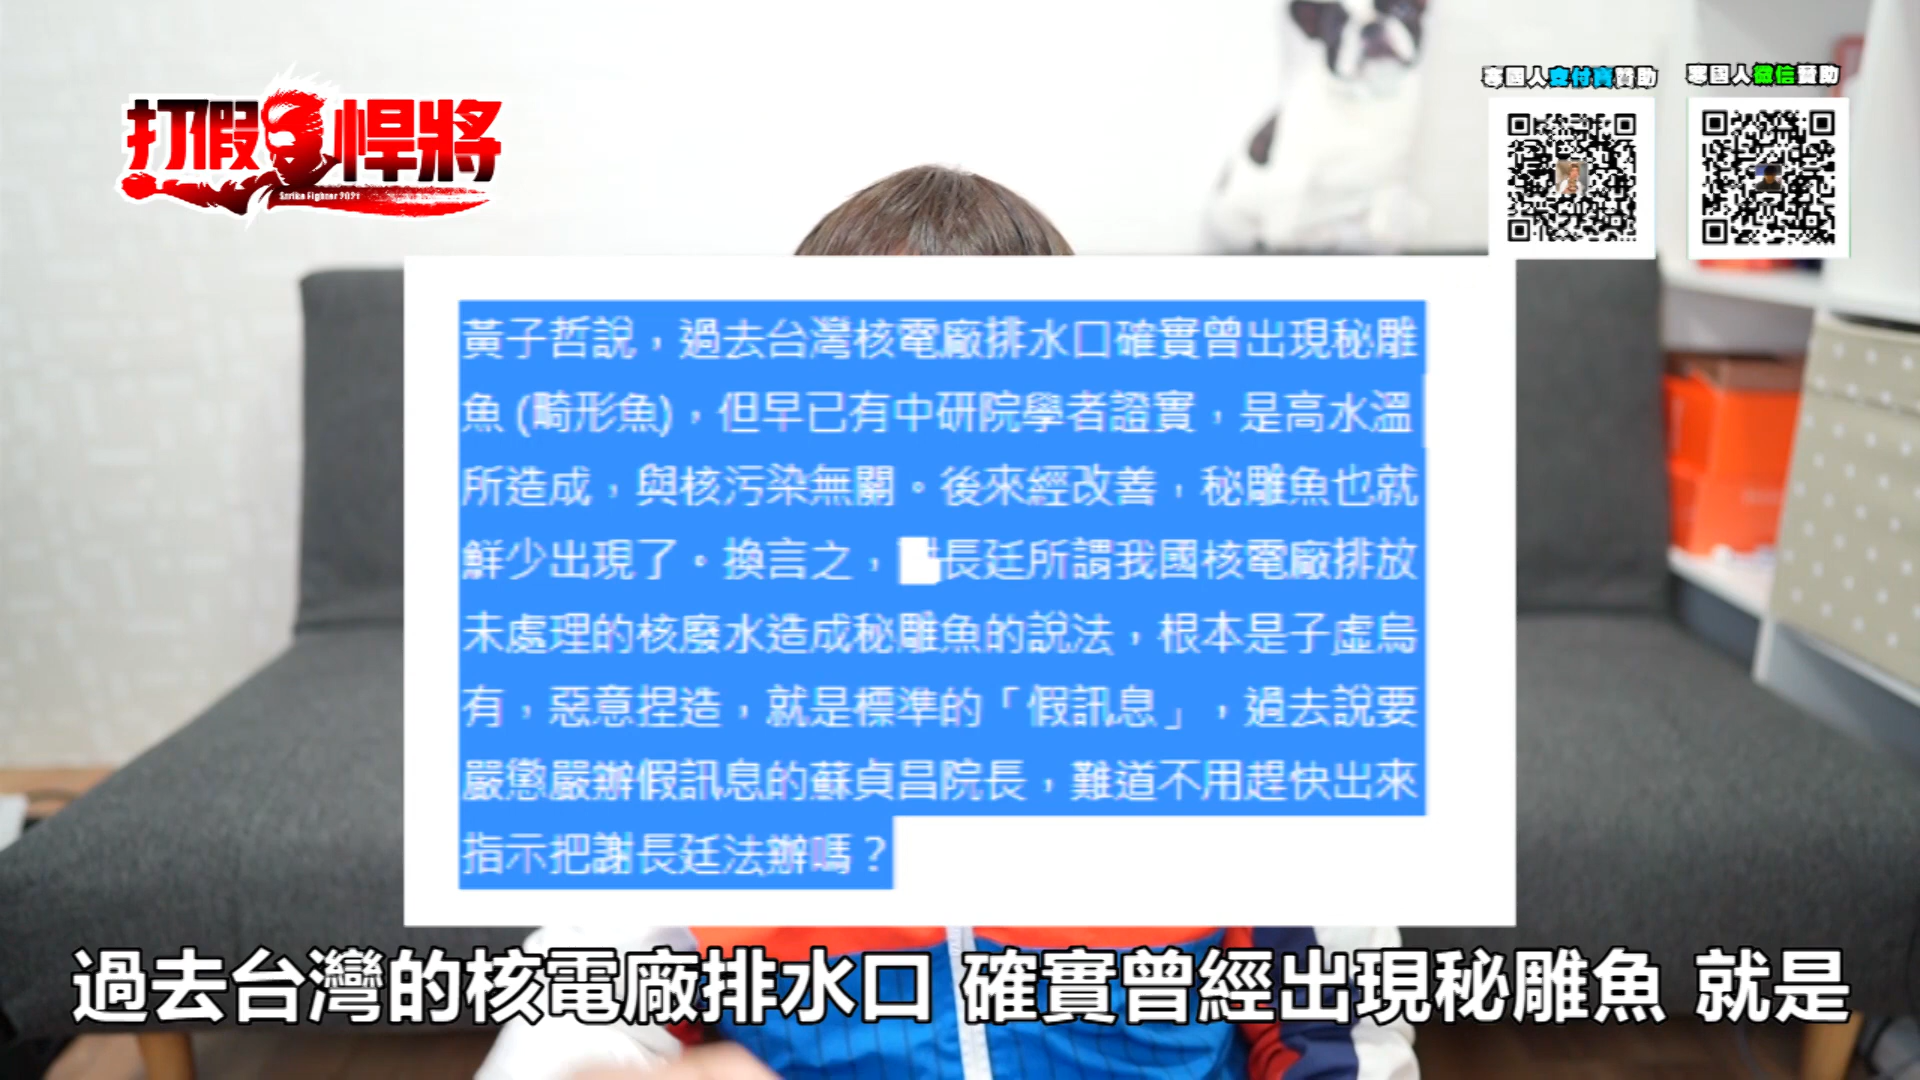 打假悍將
Strike Fighter 2021
寒國人支付寶贊助
寒國人微信贊助
黃子哲說，過去台灣核電廠排水口確實曾出現秘雕
魚 (畸形魚)，但早已有中研院學者證實，是高水溫
所造成，與核污染無關。後來經改善，秘雕魚也就
鮮少出現了。換言之，長廷所謂我國核電廠排放
未處理的核廢水造成秘雕魚的說法，根本是子虛烏
有，惡意捏造，就是標準的「假訊息」，過去說要
嚴懲嚴辦假訊息的蘇貞昌院長，難道不用趕快出來
指示把謝長廷法辦嗎？
過去台灣的核電廠排水口 確實曾經出現秘雕魚 就是